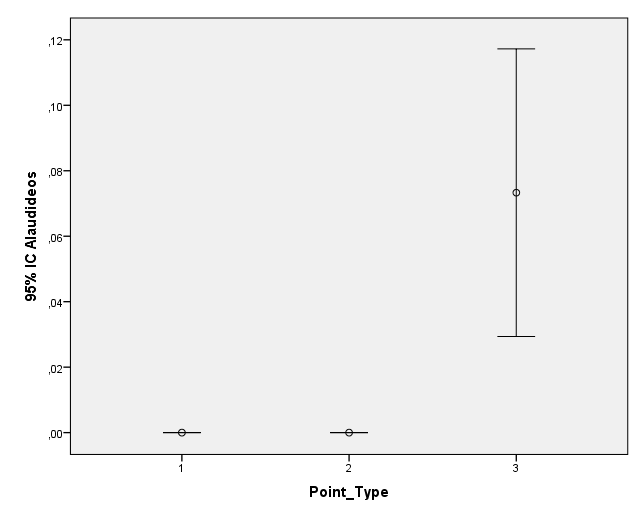 ,12
,10
,08
,06
,04
,02
,00
95% IC Alaudideos
1 2 3
Point_Type